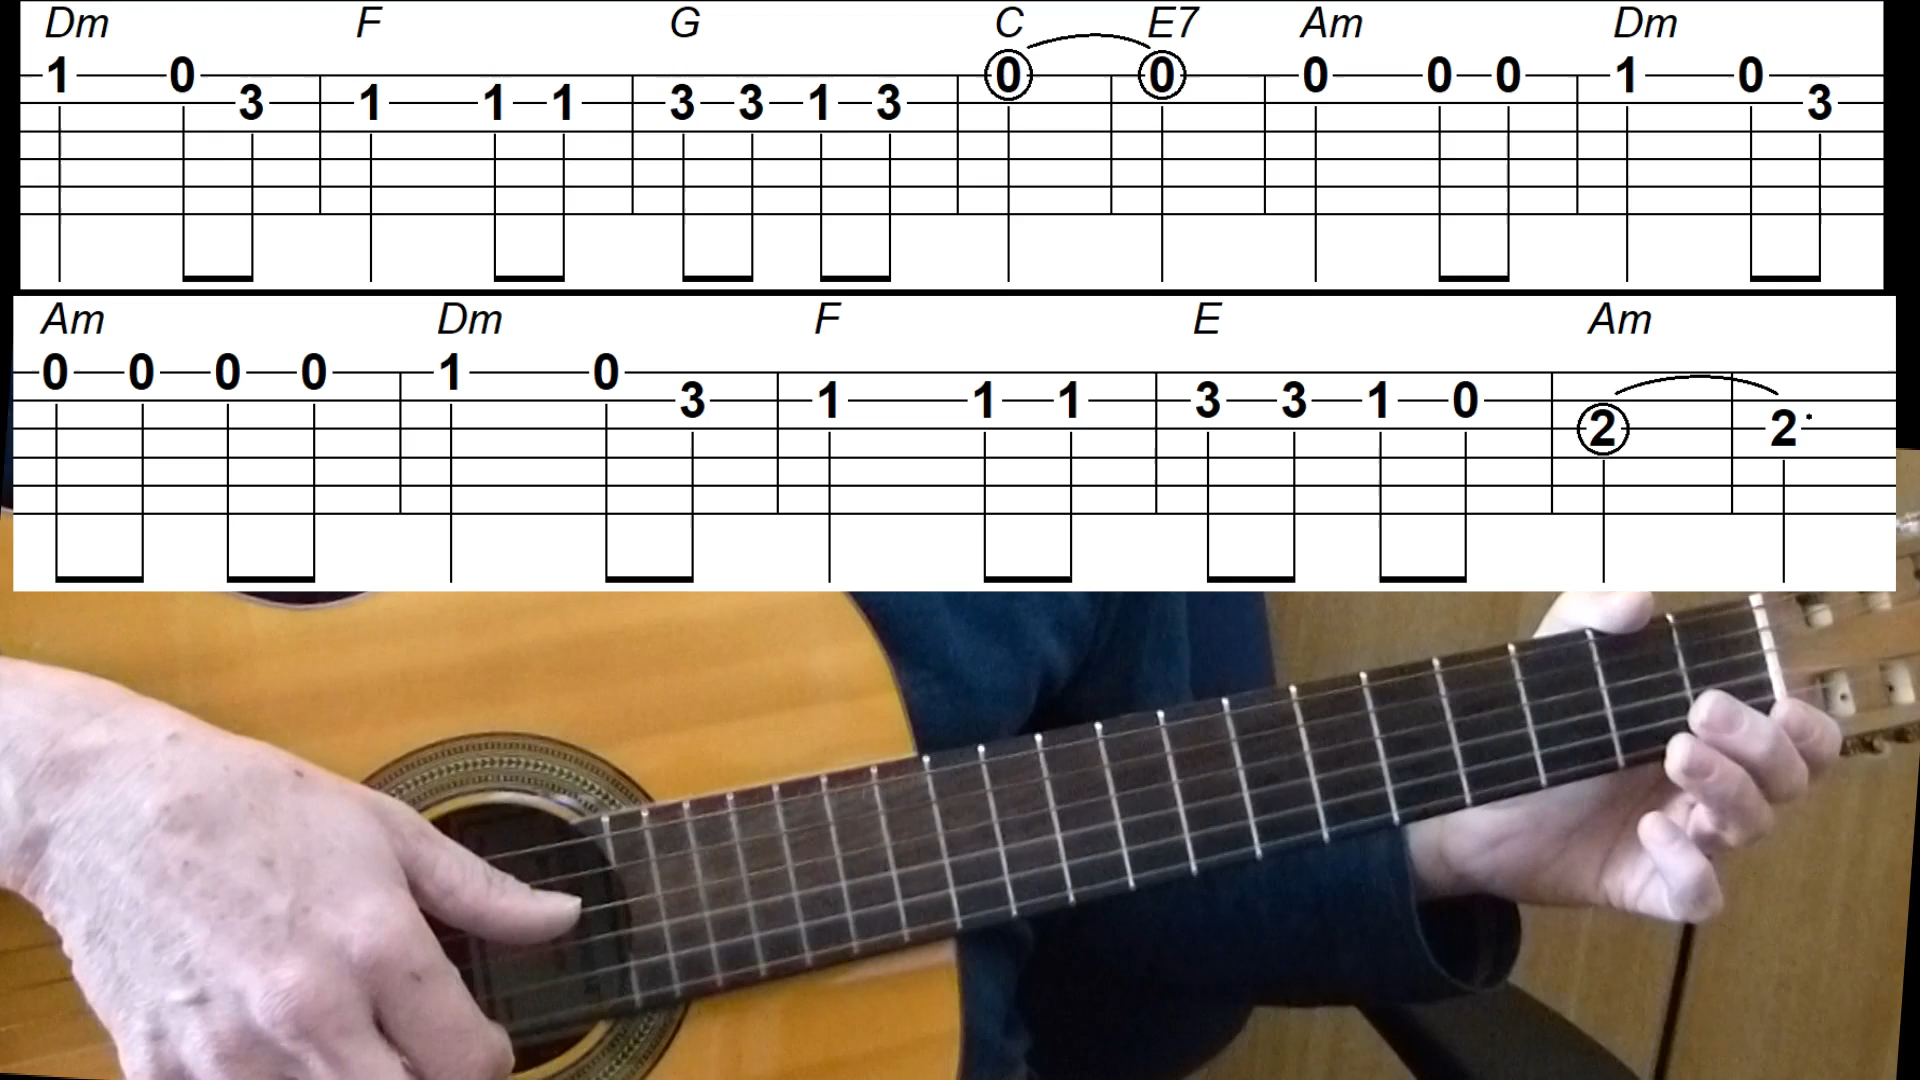 Dm F G C E7 Am Dm
1 0 3 1 1 1 3 3 1 3 0 0 0 0 0 1 0 3
Am Dm F E Am
0 0 0 0 1 0 3 1 1 1 3 3 1 0 2 2